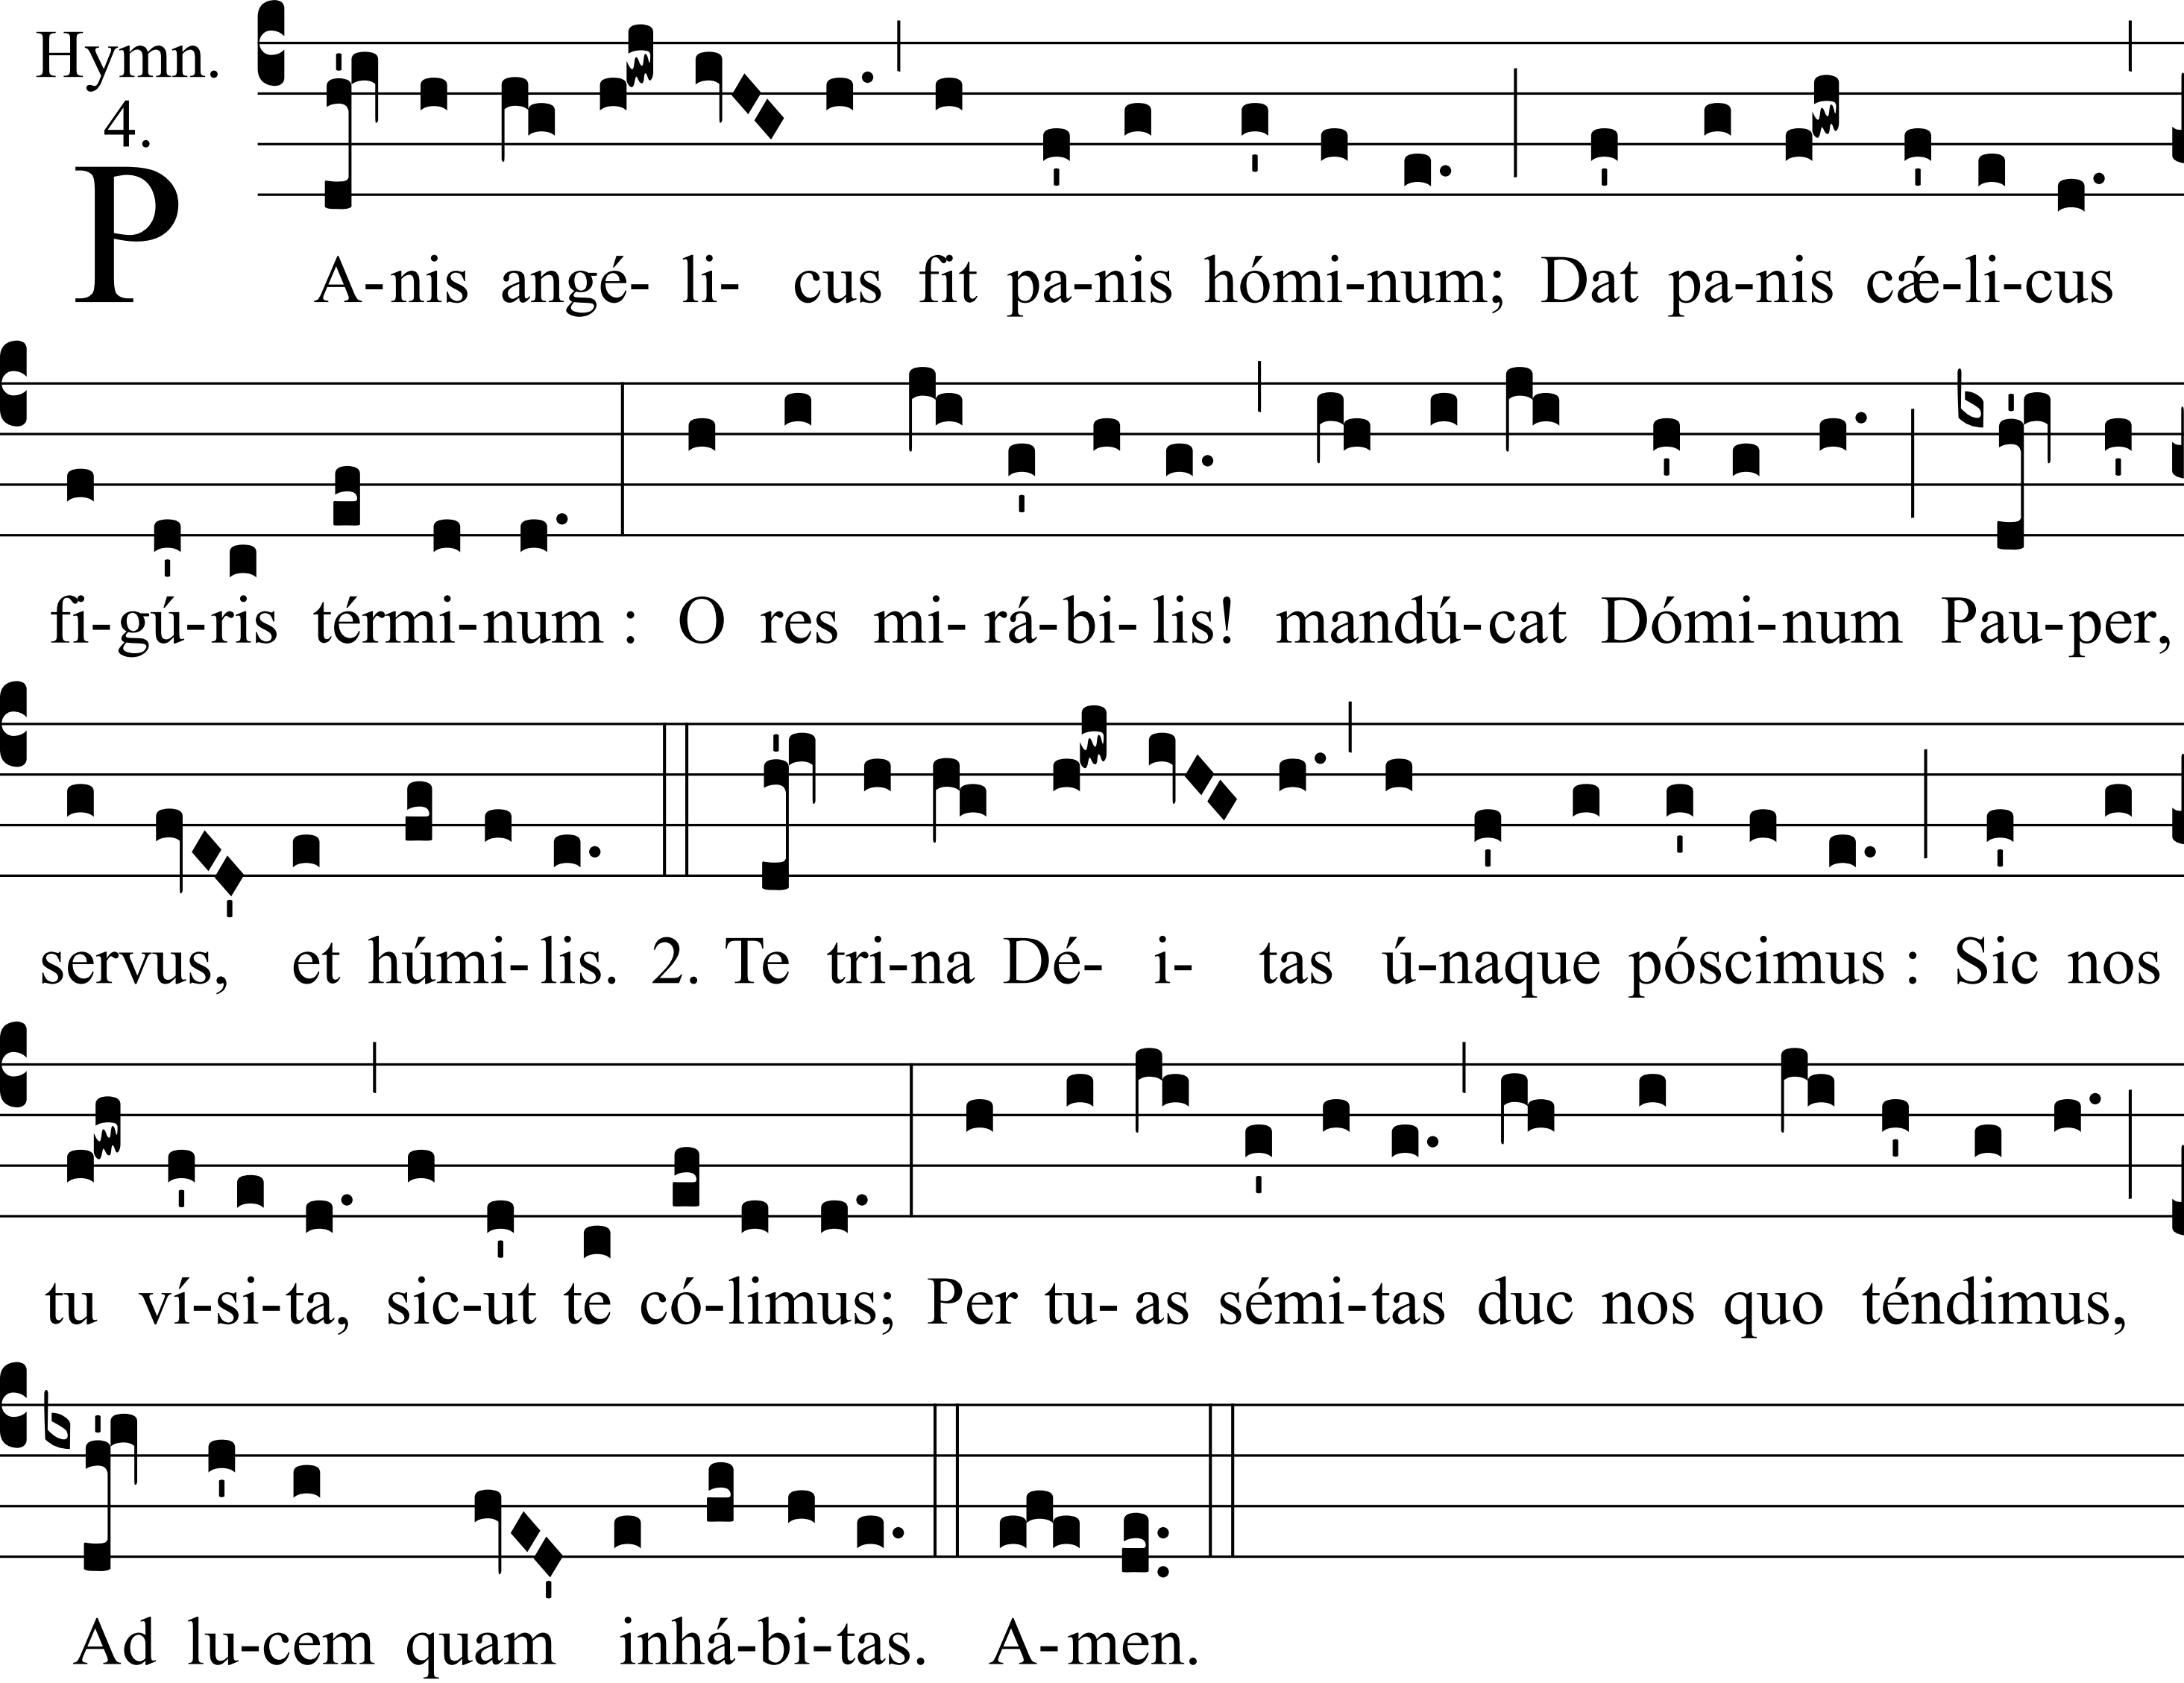 Hymn.
4.
PA-nis angé- li- cus fit pa-nis hómi-num; Dat pa-nis cǽ-li-cus
fi-gú-ris térmi-num : O res mi- rá-bi-lis! mandú-cat Dómi-num Pau-per,
servus, et húmi-lis. 2. Te tri-na Dé- i- tas ú-naque póscimus : Sic nos
tu ví-si-ta, sic-ut te có-limus; Per tu- as sémi-tas duc nos quo téndimus,
Ad lu-cem quam inhá-bi-tas. A-men.